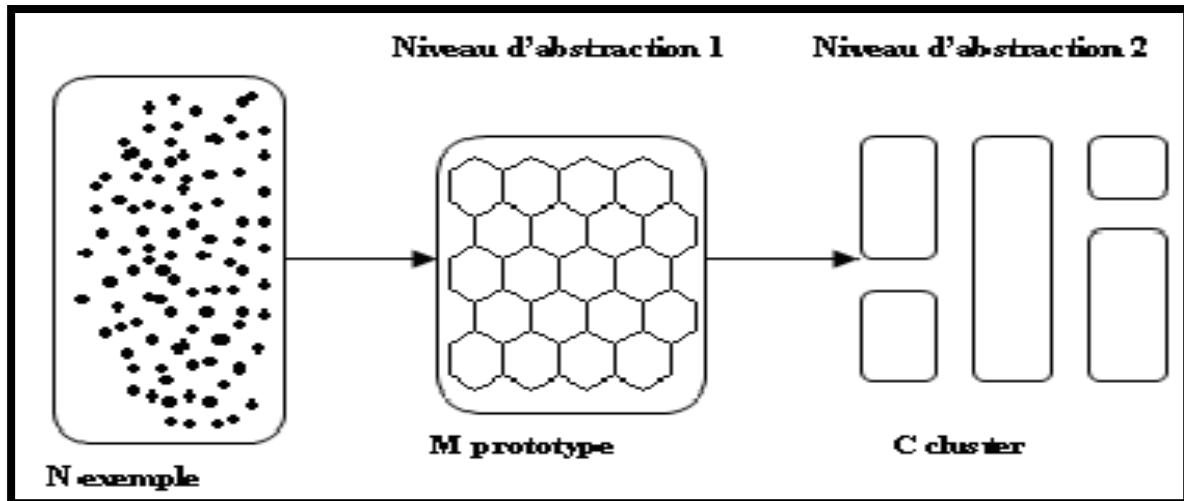 Niveau d'abstraction 1
Niveau d'abstraction 2
M prototype
C cluster
N exemple